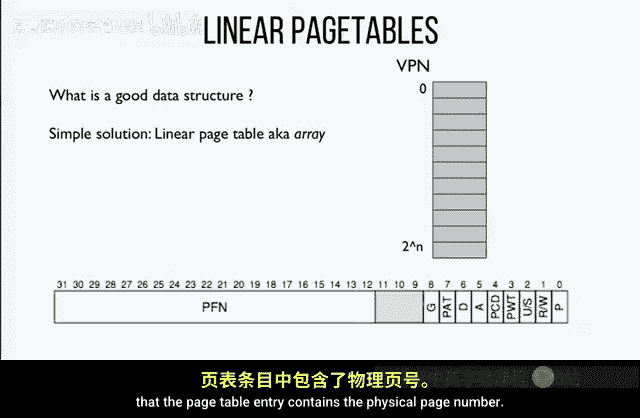 LINEAR PAGETABLES
VPN
What is a good data structure ?
0
Simple solution: Linear page table aka array
2^n
31 30 29 28 27 26 25 24 23 22 21 20 19 18 17 16 15 14 13 12 11 10 9 8 7 6 5 4 3 2 1 0
PFN G PAT D A PCD PWT U/S R/W P
页表条目中包含了物理页号。
that the page table entry contains the physical page number.